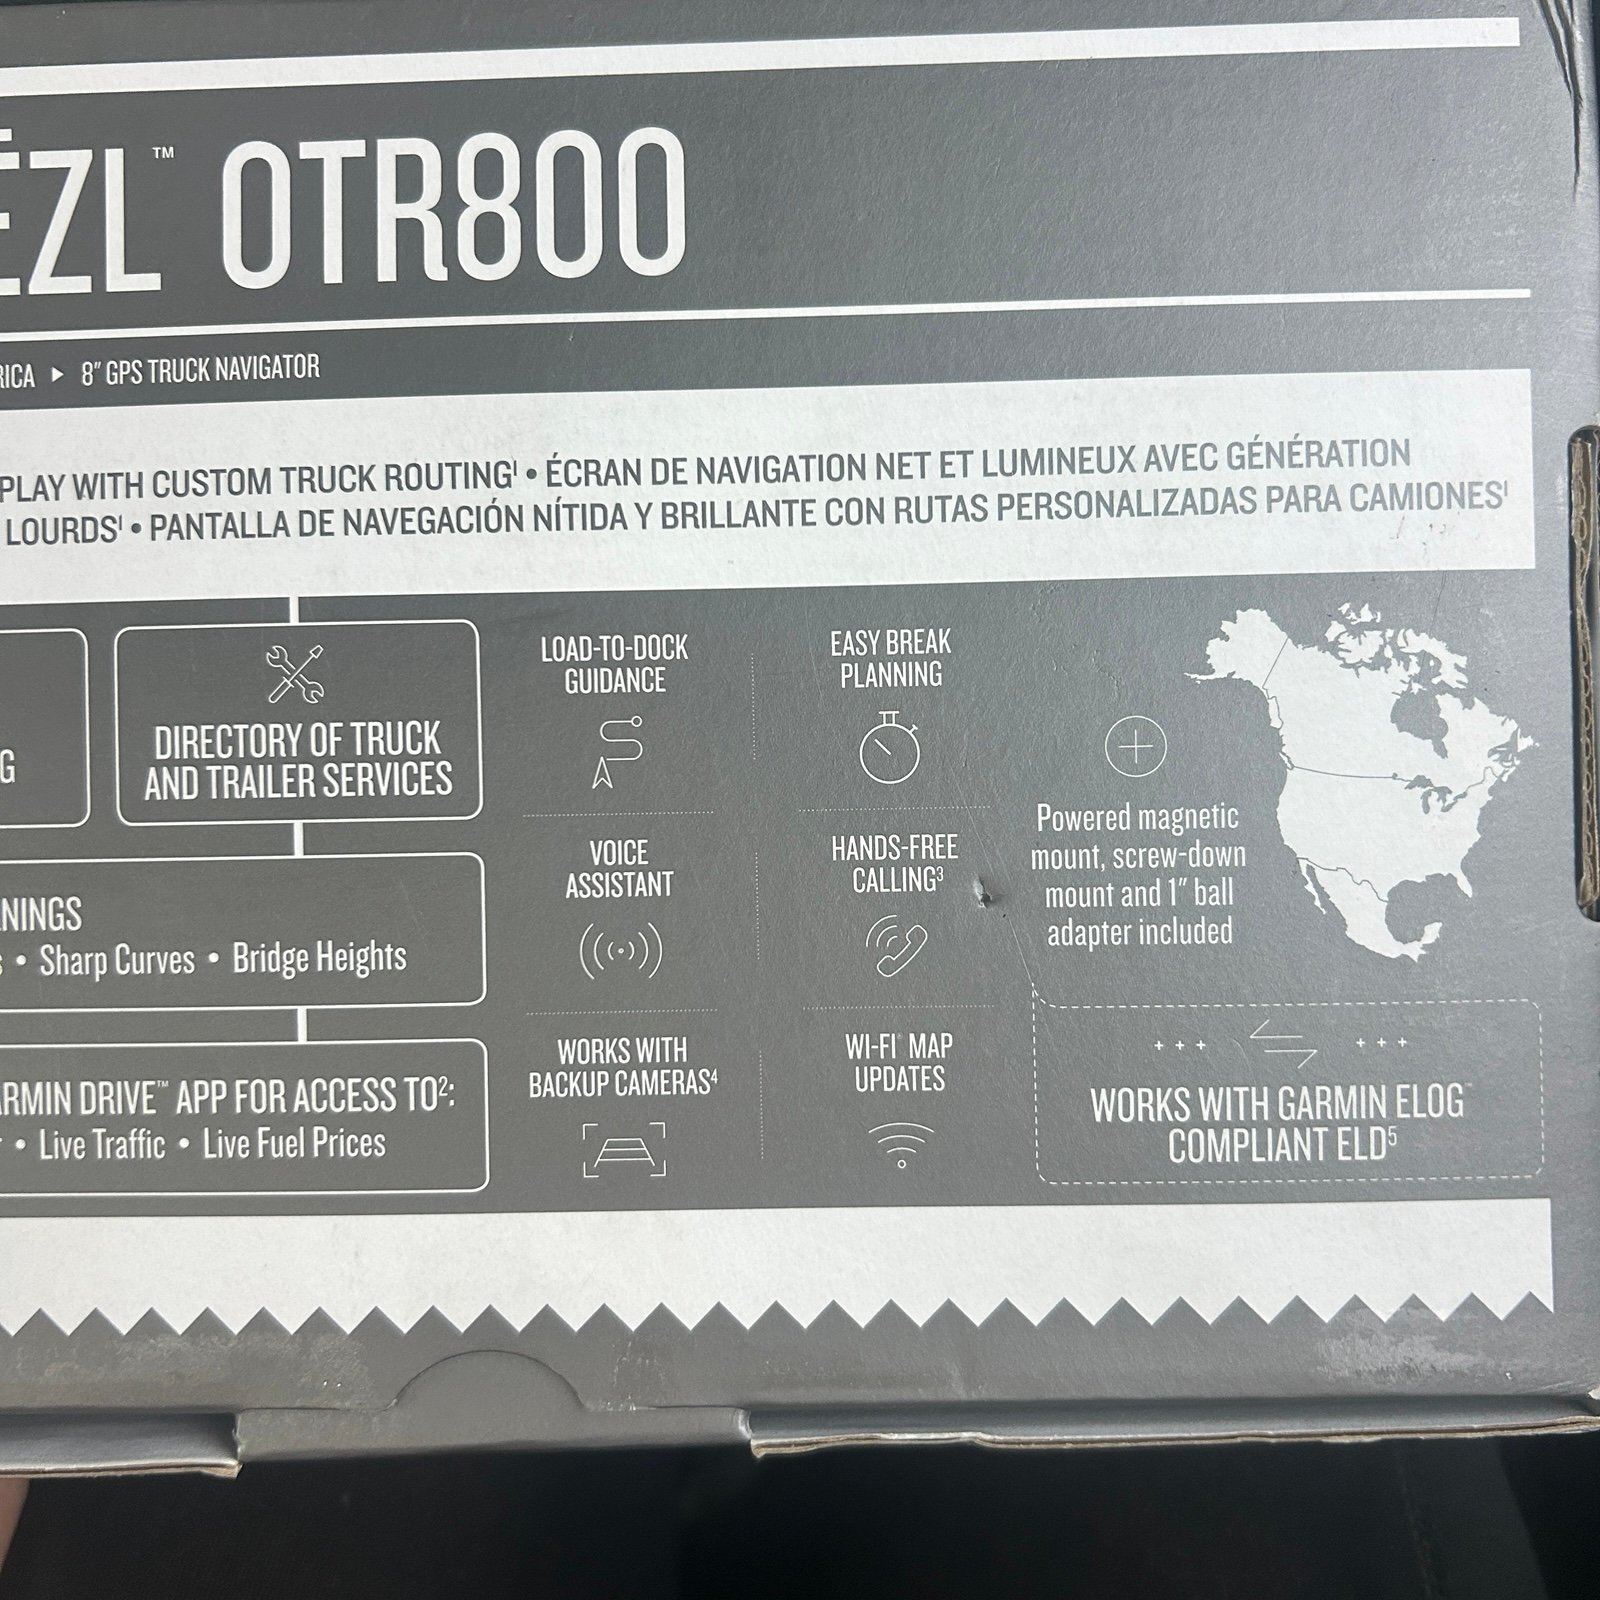 ÉZL™ OTR800
RICA ▶ 8" GPS TRUCK NAVIGATOR
PLAY WITH CUSTOM TRUCK ROUTING¹ • ÉCRAN DE NAVIGATION NET ET LUMINEUX AVEC GÉNÉRATION
LOURDS¹ • PANTALLA DE NAVEGACIÓN NÍTIDA Y BRILLANTE CON RUTAS PERSONALIZADAS PARA CAMIONES¹
G
DIRECTORY OF TRUCK
AND TRAILER SERVICES
NINGS
s • Sharp Curves • Bridge Heights
RMIN DRIVE™ APP FOR ACCESS TO²:
• Live Traffic • Live Fuel Prices
LOAD-TO-DOCK
GUIDANCE
EASY BREAK
PLANNING
VOICE
ASSISTANT
HANDS-FREE
CALLING³
WORKS WITH
BACKUP CAMERAS⁴
WI-FI® MAP
UPDATES
Powered magnetic
mount, screw-down
mount and 1" ball
adapter included
WORKS WITH GARMIN ELOG™
COMPLIANT ELD⁵